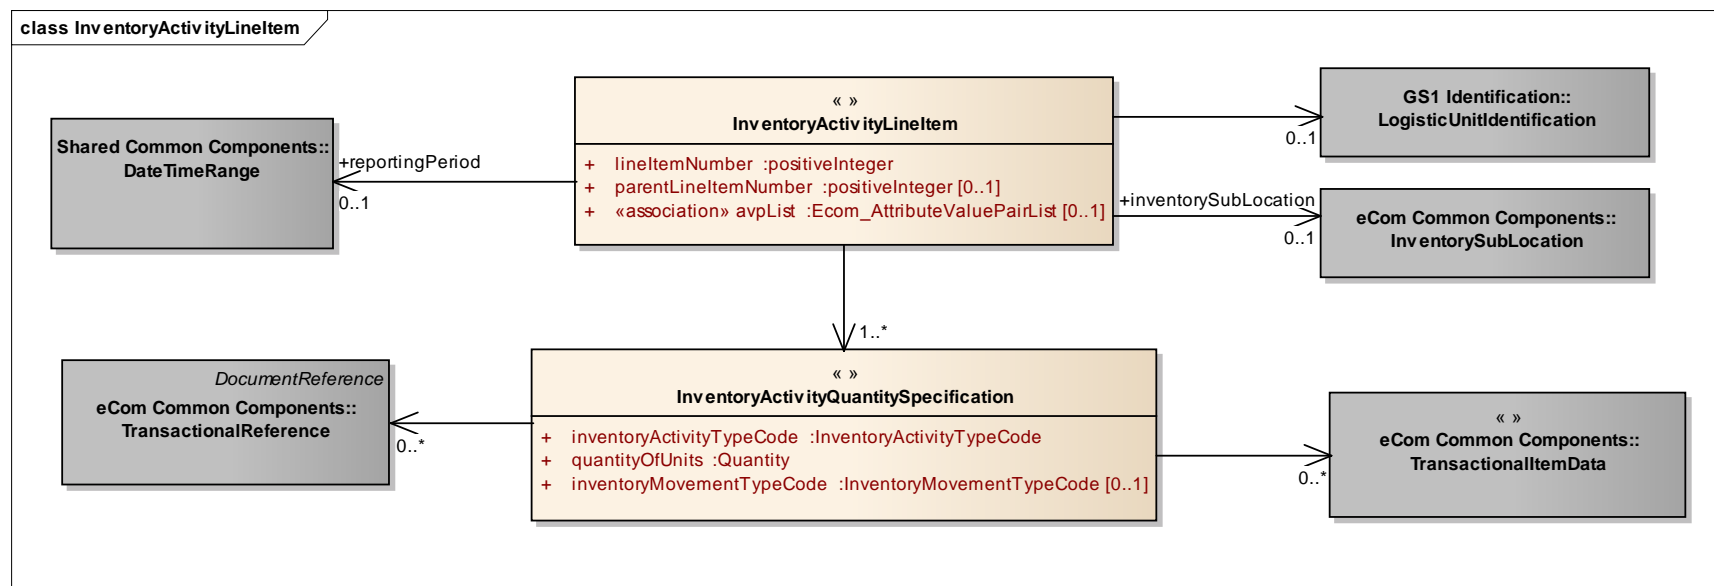 class InventoryActivityLineItem
« »
InventoryActivityLineItem
+ lineItemNumber :positiveInteger
+ parentLineItemNumber :positiveInteger [0..1]
+ «association» avpList :Ecom_AttributeValuePairList [0..1]
GS1 Identification::
LogisticUnitIdentification
0..1
Shared Common Components::
DateTimeRange
+reportingPeriod
0..1
+inventorySubLocation
0..1
eCom Common Components::
InventorySubLocation
1..*
DocumentReference
eCom Common Components::
TransactionalReference
0..*
« »
InventoryActivityQuantitySpecification
+ inventoryActivityTypeCode :InventoryActivityTypeCode
+ quantityOfUnits :Quantity
+ inventoryMovementTypeCode :InventoryMovementTypeCode [0..1]
0..*
« »
eCom Common Components::
TransactionalItemData